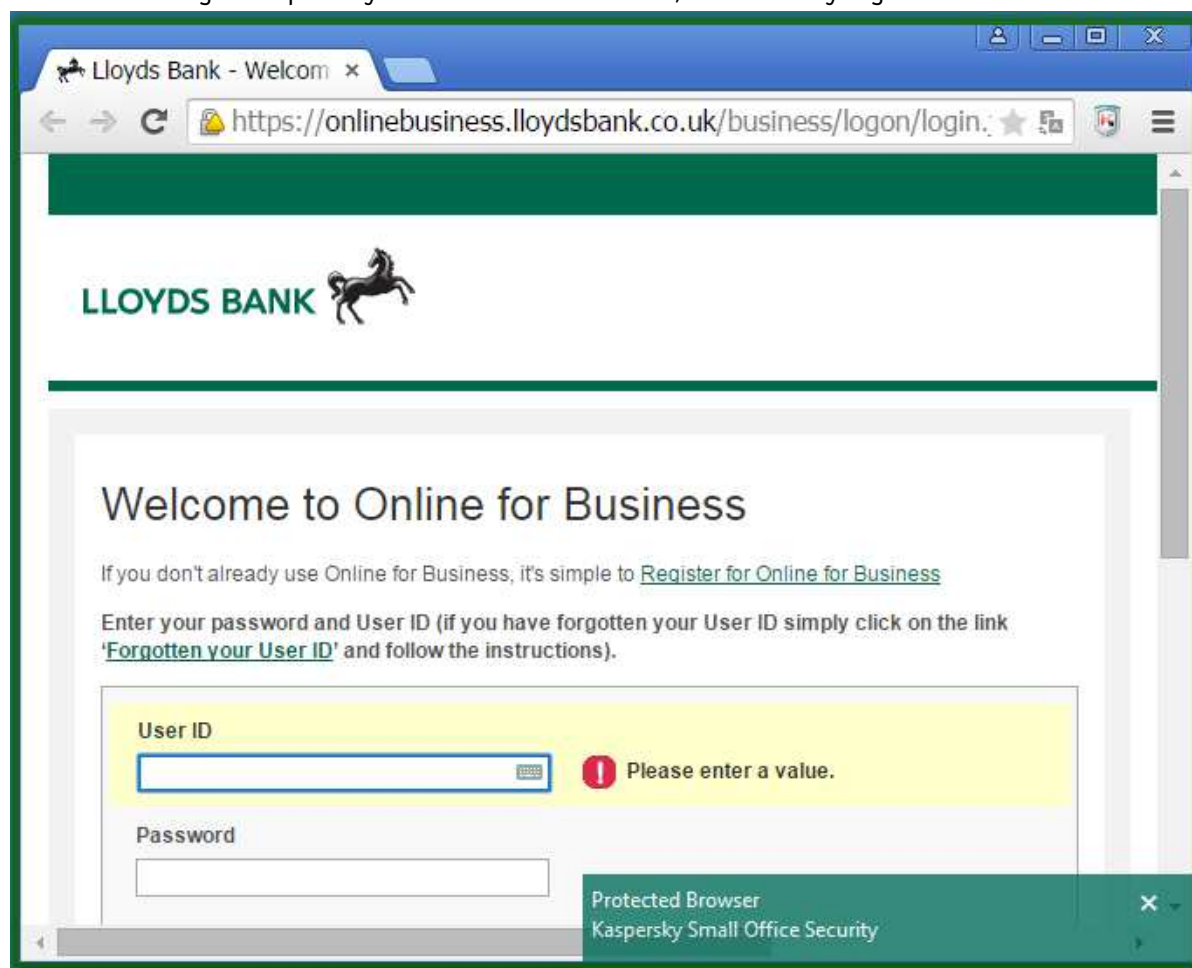 Lloyds Bank - Welcom
https://onlinebusiness.lloydsbank.co.uk/business/logon/login.
LLOYDS BANK
Welcome to Online for Business
If you don't already use Online for Business, it's simple to Register for Online for Business
Enter your password and User ID (if you have forgotten your User ID simply click on the link
‘Forgotten your User ID’ and follow the instructions).
User ID
Please enter a value.
Password
Protected Browser
Kaspersky Small Office Security